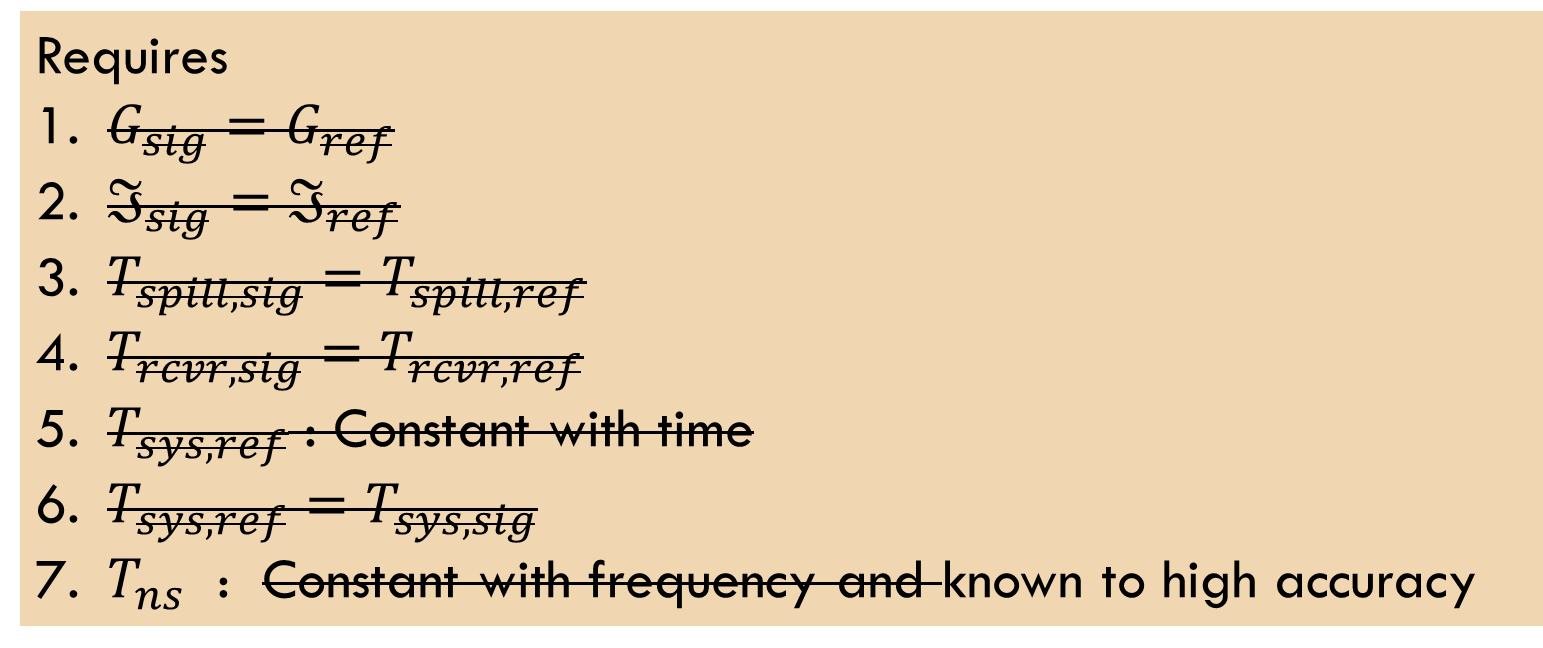 Requires
1. G_sig = G_ref
2. ℑ_sig = ℑ_ref
3. T_spill,sig = T_spill,ref
4. T_rcvr,sig = T_rcvr,ref
5. T_sys,ref : Constant with time
6. T_sys,ref = T_sys,sig
7. T_ns : Constant with frequency and known to high accuracy